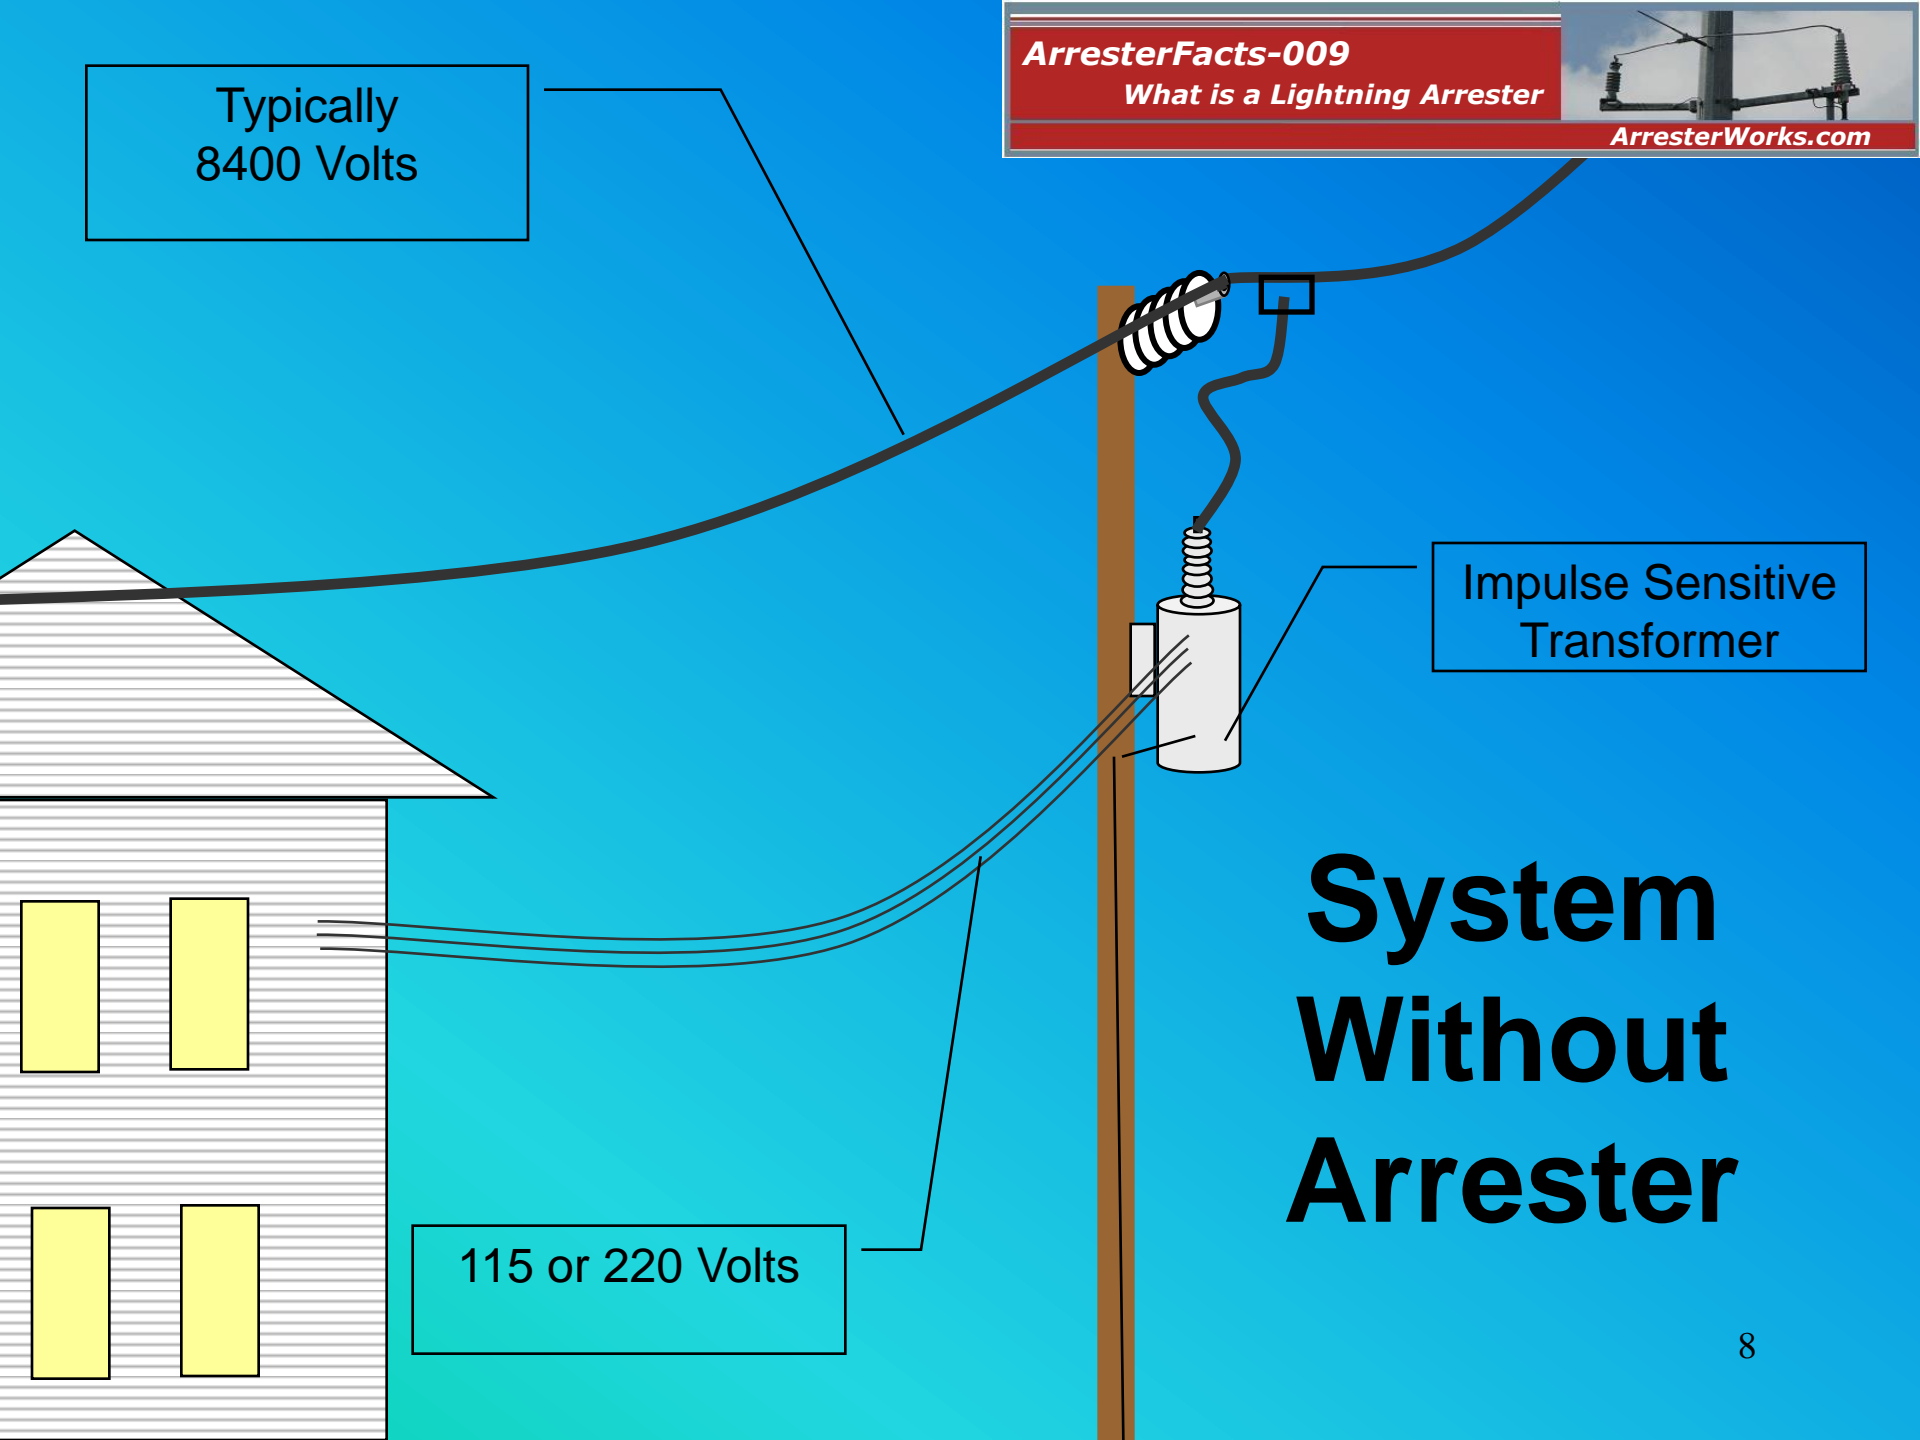 ArresterFacts-009
What is a Lightning Arrester
ArresterWorks.com
Typically
8400 Volts
Impulse Sensitive
Transformer
System
Without
Arrester
115 or 220 Volts
8